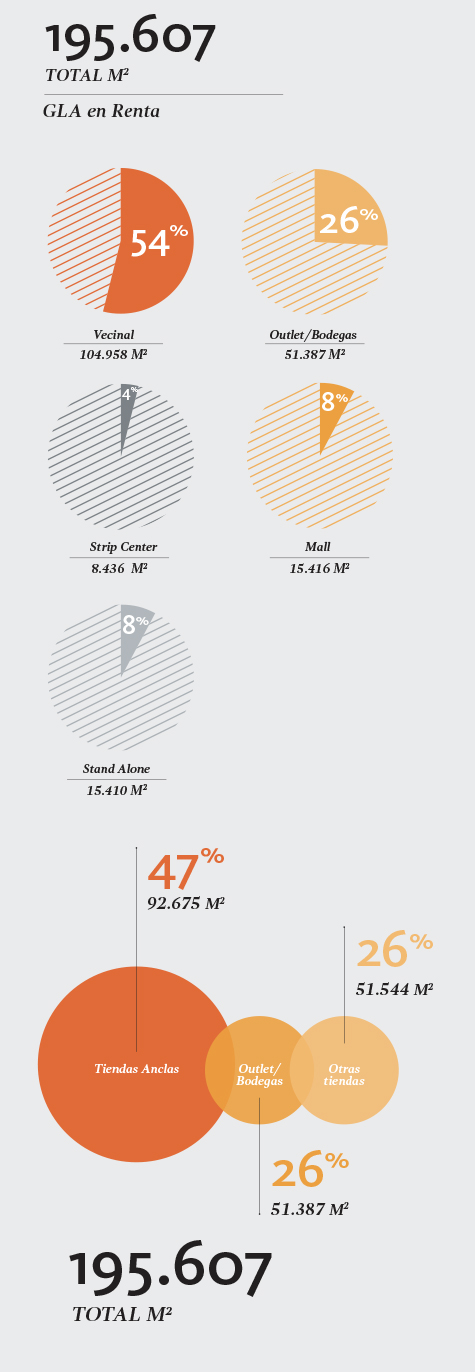 195.607
TOTAL M²
GLA en Renta
54%
26%
Vecinal
104.958 M²
Outlet/Bodegas
51.387 M²
4%
8%
Strip Center
8.436 M²
Mall
15.416 M²
8%
Stand Alone
15.410 M²
47%
92.675 M²
26%
51.544 M²
Tiendas Anclas
Outlet/
Bodegas
Otras
tiendas
26%
51.387 M²
195.607
TOTAL M²